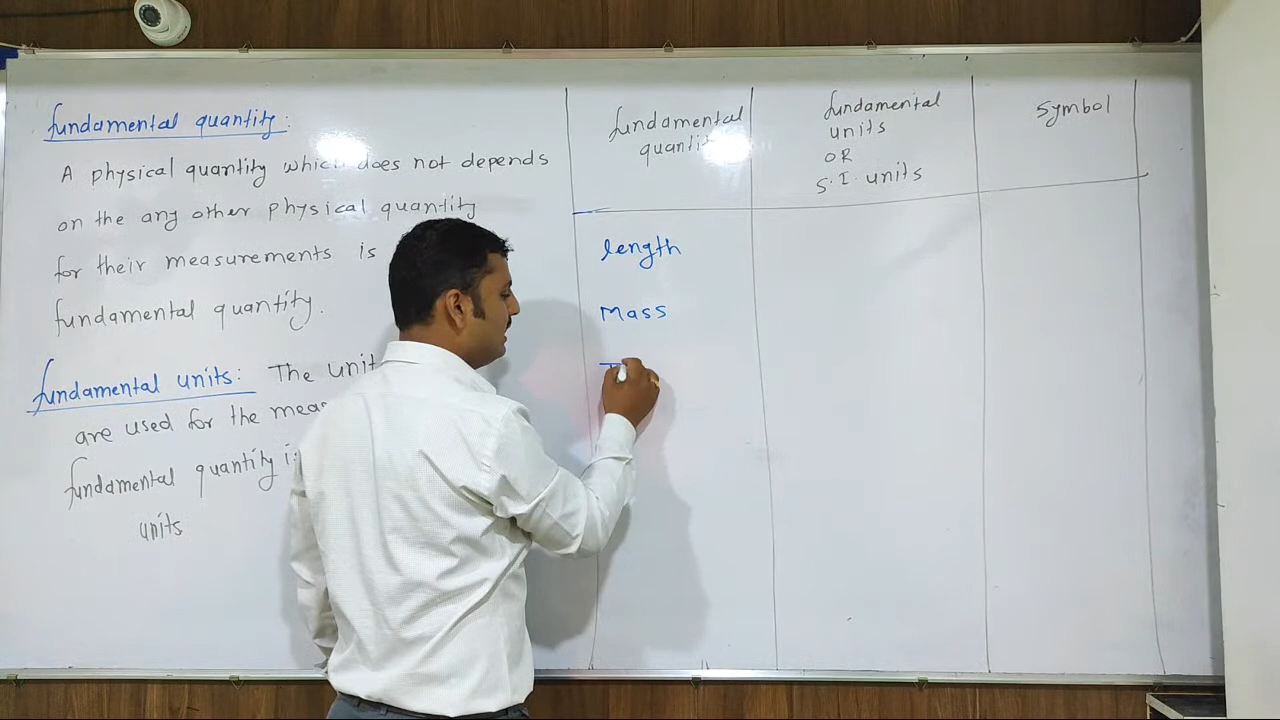 fundamental quantity:
A physical quantity which does not depends
on the any other physical quantity
for their measurements is
fundamental quantity.
fundamental units: The unit
are used for the meas
fundamental quantity is
units
fundamental
quantity
fundamental
units
OR
S.I. units
Symbol
length
Mass